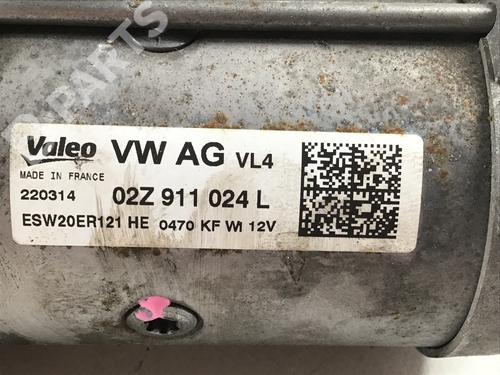 Valeo VW AG VL4
MADE IN FRANCE
220314 02Z 911 024 L
ESW20ER121 HE 0470 KF WI 12V